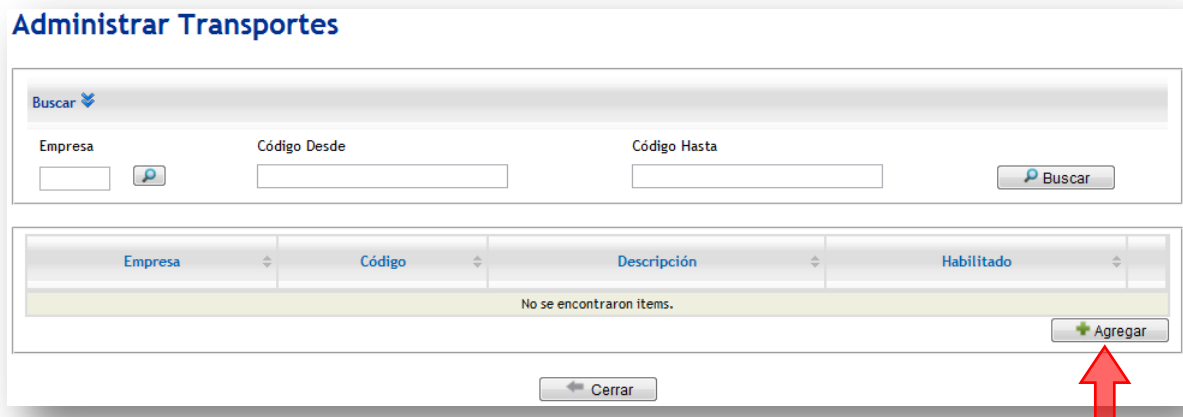 Administrar Transportes
Buscar
Empresa Código Desde Código Hasta
Buscar
Empresa Código Descripción Habilitado
No se encontraron items.
Agregar
Cerrar